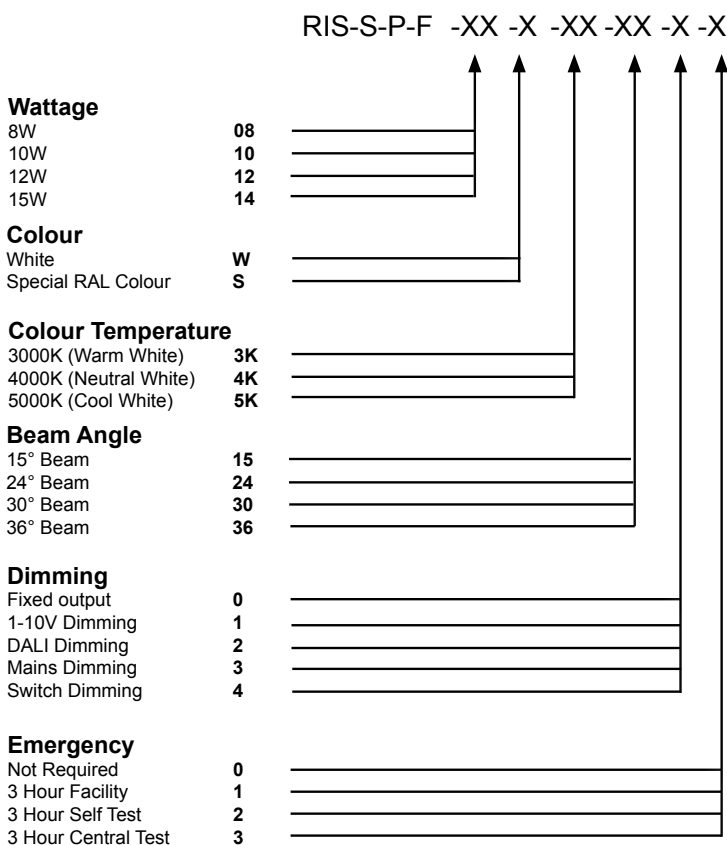 RIS-S-P-F -XX -X -XX -XX -X -X
Wattage
8W 08
10W 10
12W 12
15W 14
Colour
White W
Special RAL Colour S
Colour Temperature
3000K (Warm White) 3K
4000K (Neutral White) 4K
5000K (Cool White) 5K
Beam Angle
15° Beam 15
24° Beam 24
30° Beam 30
36° Beam 36
Dimming
Fixed output 0
1-10V Dimming 1
DALI Dimming 2
Mains Dimming 3
Switch Dimming 4
Emergency
Not Required 0
3 Hour Facility 1
3 Hour Self Test 2
3 Hour Central Test 3